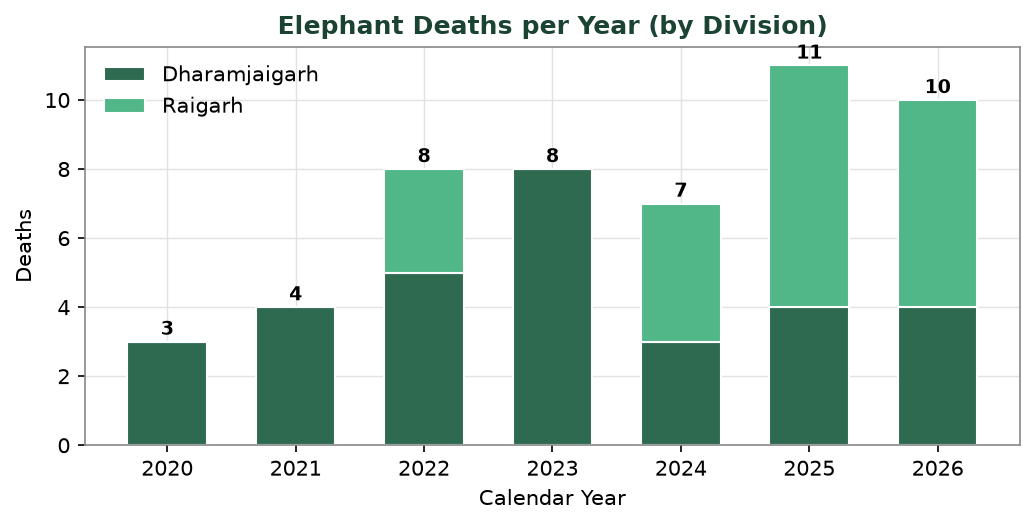 Elephant Deaths per Year (by Division)
Dharamjaigarh
Raigarh
Deaths
0
2
4
6
8
10
3
4
8
8
7
11
10
2020 2021 2022 2023 2024 2025 2026
Calendar Year